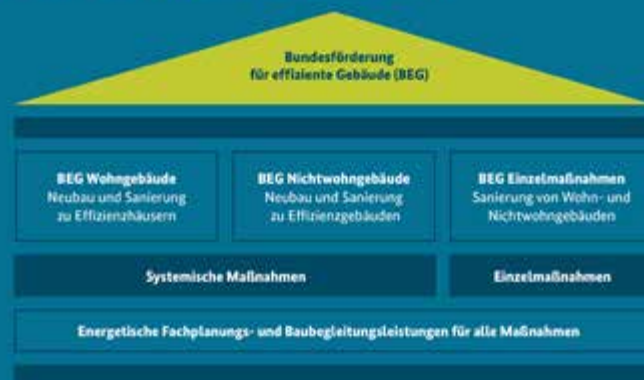 Bundesförderung
für effiziente Gebäude (BEG)
BEG Wohngebäude
Neubau und Sanierung
zu Effizienzhäusern
BEG Nichtwohngebäude
Neubau und Sanierung
zu Effizienzgebäuden
BEG Einzelmaßnahmen
Sanierung von Wohn- und
Nichtwohngebäuden
Systemische Maßnahmen
Einzelmaßnahmen
Energetische Fachplanungs- und Baubegleitungsleistungen für alle Maßnahmen